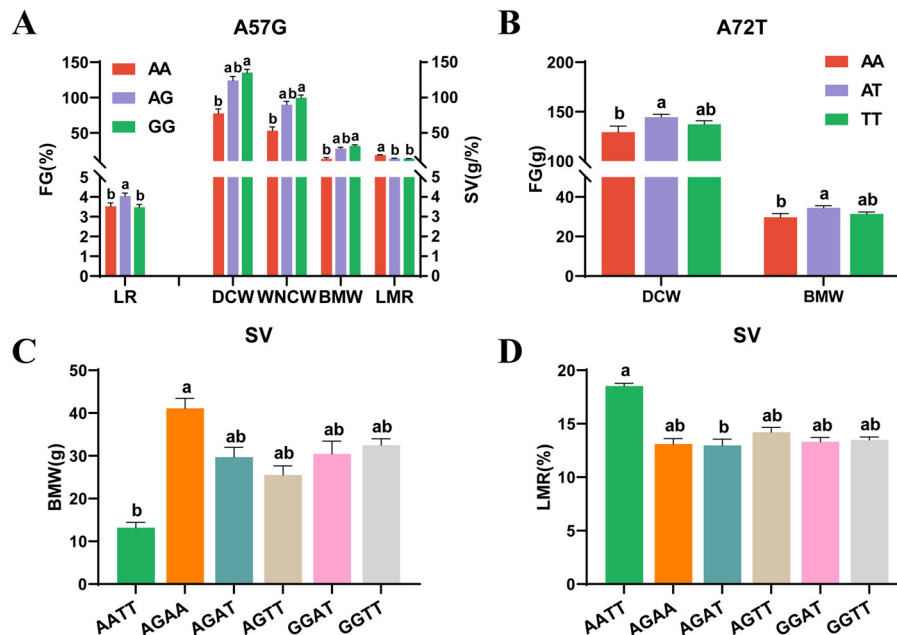 A
A57G
AA
AG
GG
FG(%)
SV(g/%)
150
100
50
5
4
3
2
1
0
150
100
50
5
4
3
2
1
0
b a b
b ab a
b ab a
b ab a
a b b
LR DCW WNCW BMW LMR
B
A72T
AA
AT
TT
FG(g)
200
150
100
60
40
20
0
b a ab
b a ab
DCW BMW
C
SV
BMW(g)
50
40
30
20
10
0
b a ab ab ab ab
AATT AGAA AGAT AGTT GGAT GGTT
D
SV
LMR(%)
20
15
10
5
0
a ab b ab ab ab
AATT AGAA AGAT AGTT GGAT GGTT